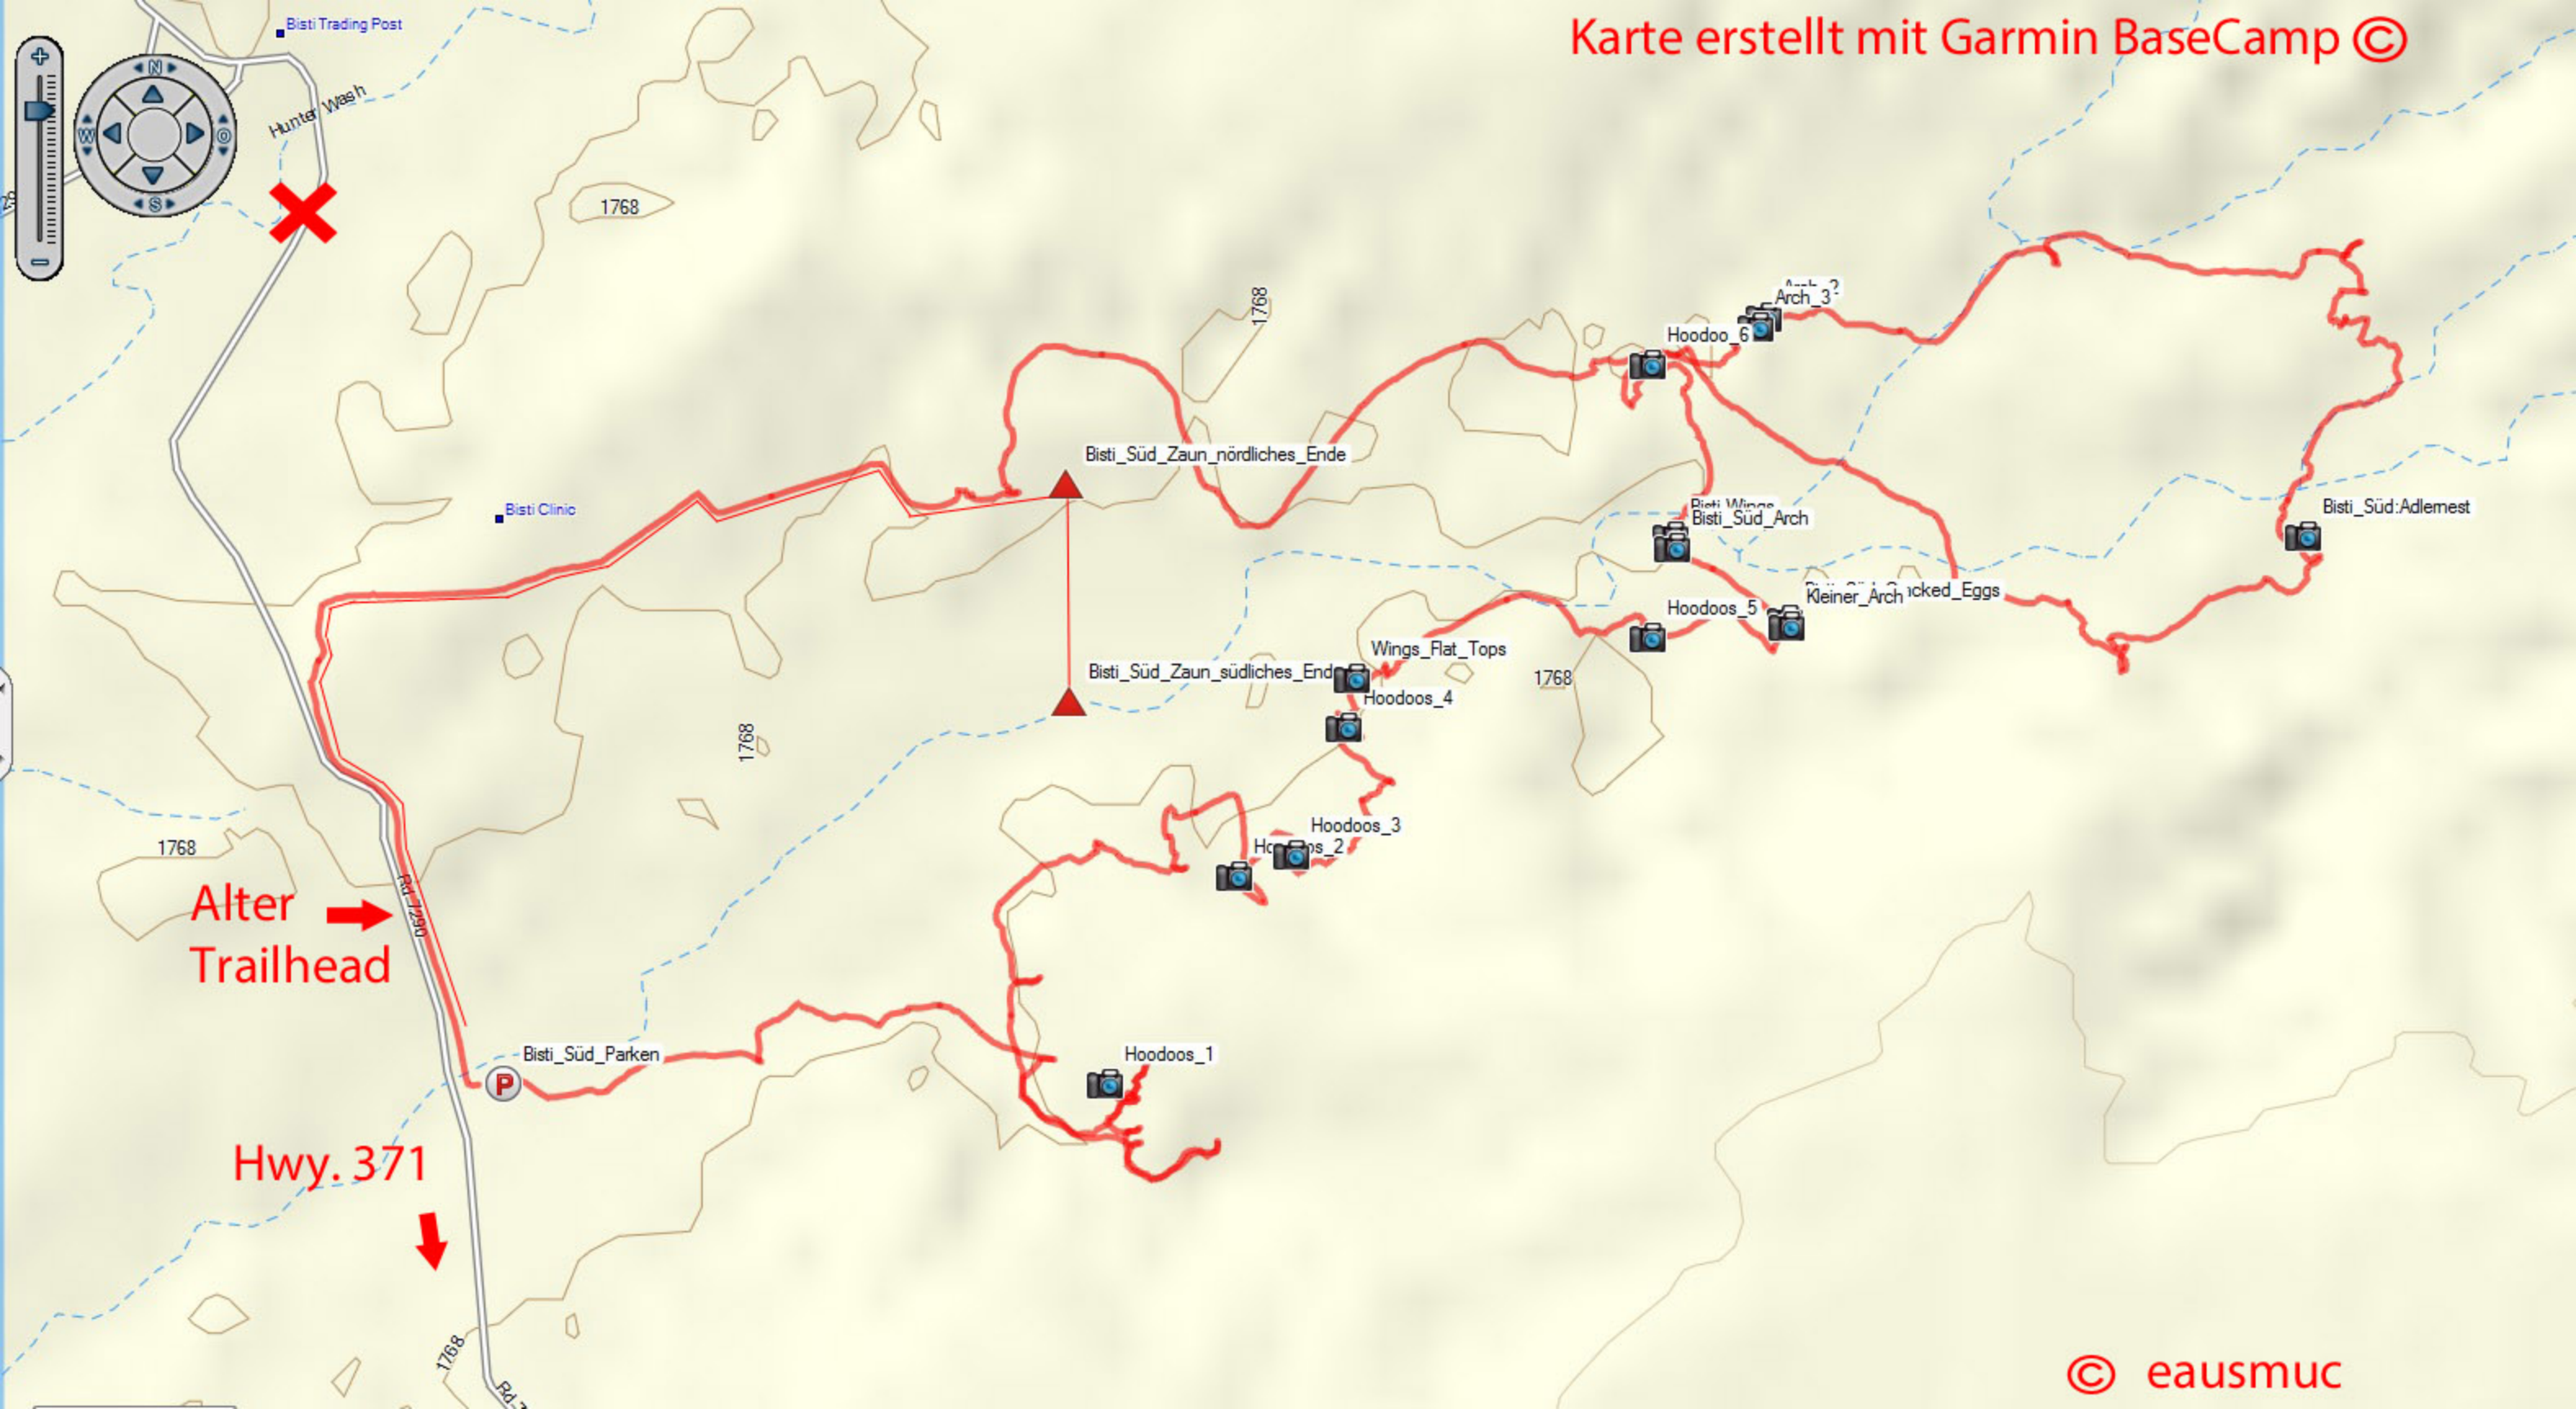 Karte erstellt mit Garmin BaseCamp ©
Bisti Trading Post
N
W
O
S
Hunter Wash
1768
1768
Arch_3
Hoodoo_6
Bisti_Süd_Zaun_nördliches_Ende
Bisti Clinic
Bisti_Süd_Arch
Bisti_Süd:Adlernest
Kleiner_Arch
Hoodoos_5
Wings_Flat_Tops
Bisti_Süd_Zaun_südliches_End
1768
Hoodoos_4
1768
Hoodoos_3
1768
Alter
Trailhead
Rd 7290
Bisti_Süd_Parken
P
Hoodoos_1
Hwy. 371
1768
© eausmuc